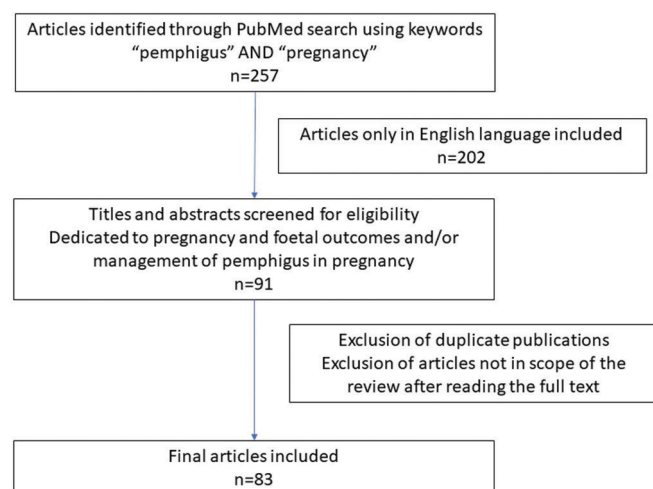 Articles identified through PubMed search using keywords
“pemphigus” AND “pregnancy”
n=257
Articles only in English language included
n=202
Titles and abstracts screened for eligibility
Dedicated to pregnancy and foetal outcomes and/or
management of pemphigus in pregnancy
n=91
Exclusion of duplicate publications
Exclusion of articles not in scope of the
review after reading the full text
Final articles included
n=83